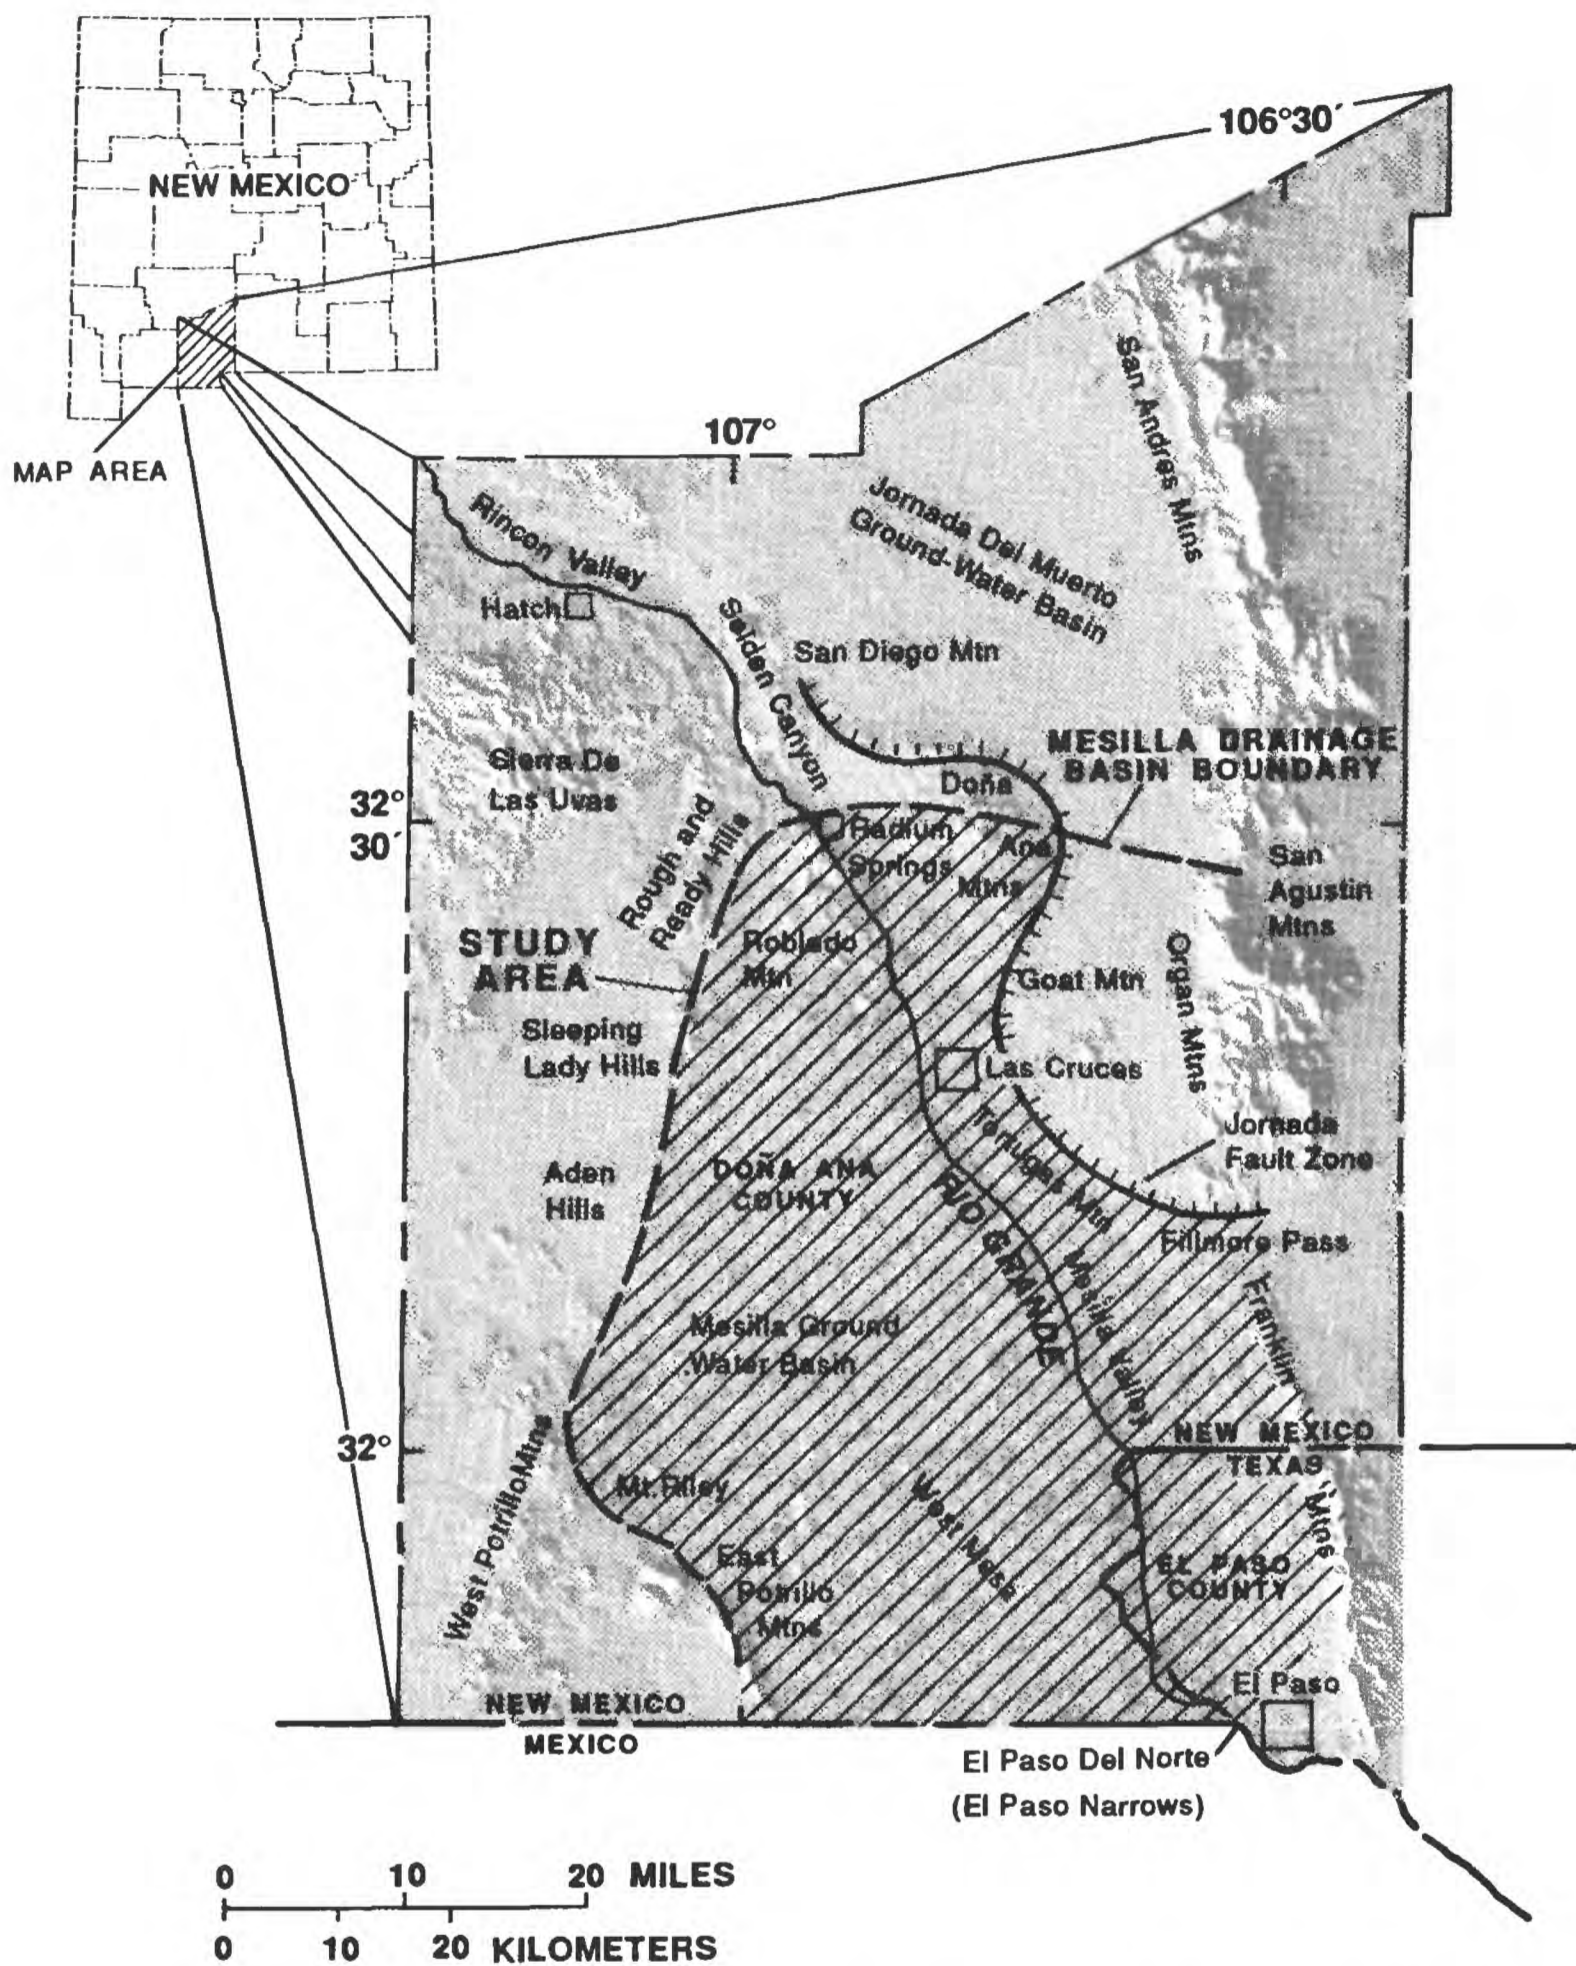 106°30´
NEW MEXICO
MAP AREA
107°
San Andres Mtns
Jornada Del Muerto
Ground-Water Basin
Rincon Valley
Hatch
Selden Canyon
San Diego Mtn
MESILLA DRAINAGE
BASIN BOUNDARY
Sierra De
Las Uvas
Doña
Ana
Mtns
32°
30´
Rough and
Ready Hills
Radium
Springs
San
Agustin
Mtns
STUDY
AREA
Robledo
Mtn
Goat Mtn
Organ Mtns
Sleeping
Lady Hills
Las Cruces
Jornada
Fault Zone
Tortugas Mtn
Aden
Hills
DOÑA ANA
COUNTY
RIO GRANDE
Fillmore Pass
Mesilla Valley
Franklin
Mtns
Mesilla Ground
Water Basin
32°
West Potrillo Mtns
NEW MEXICO
TEXAS
Mt. Riley
West Mesa
East
Potrillo
Mtns
EL PASO
COUNTY
El Paso
NEW MEXICO
MEXICO
El Paso Del Norte
(El Paso Narrows)
0 10 20 MILES
0 10 20 KILOMETERS